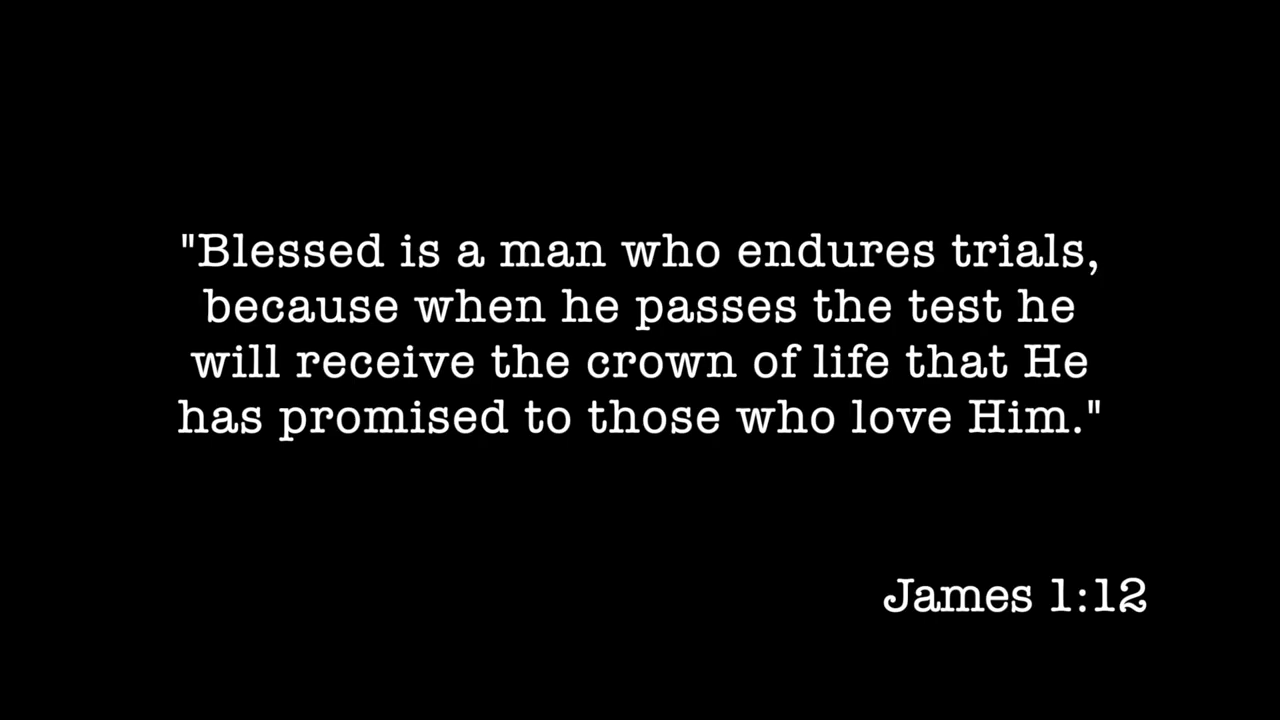 "Blessed is a man who endures trials,
because when he passes the test he
will receive the crown of life that He
has promised to those who love Him."
James 1:12